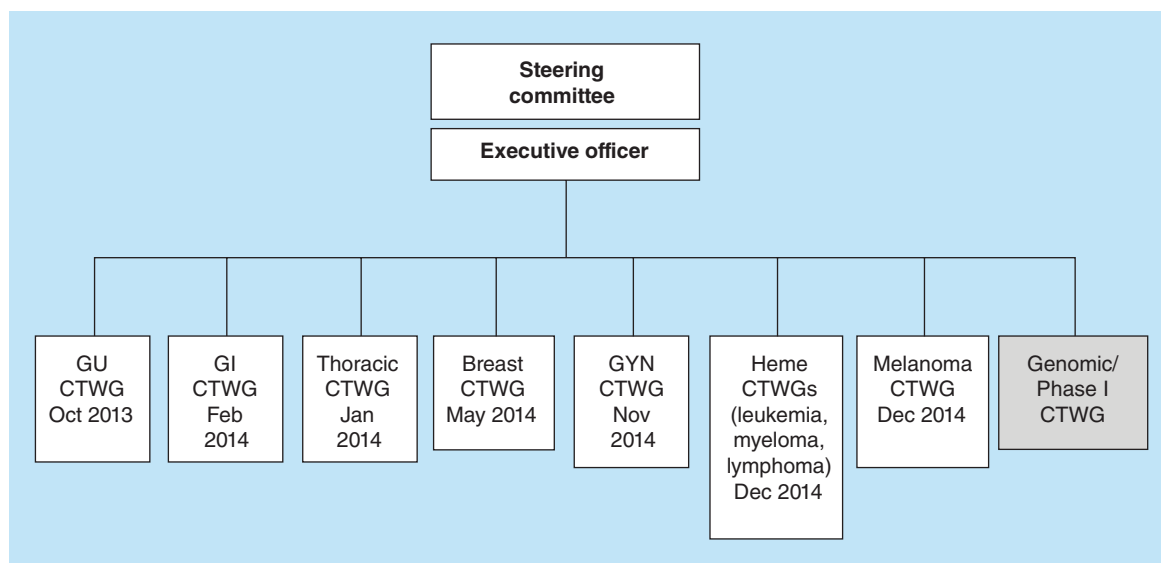 Steering
committee
Executive officer
GU
CTWG
Oct 2013
GI
CTWG
Feb
2014
Thoracic
CTWG
Jan
2014
Breast
CTWG
May 2014
GYN
CTWG
Nov
2014
Heme
CTWGs
(leukemia,
myeloma,
lymphoma)
Dec 2014
Melanoma
CTWG
Dec 2014
Genomic/
Phase I
CTWG